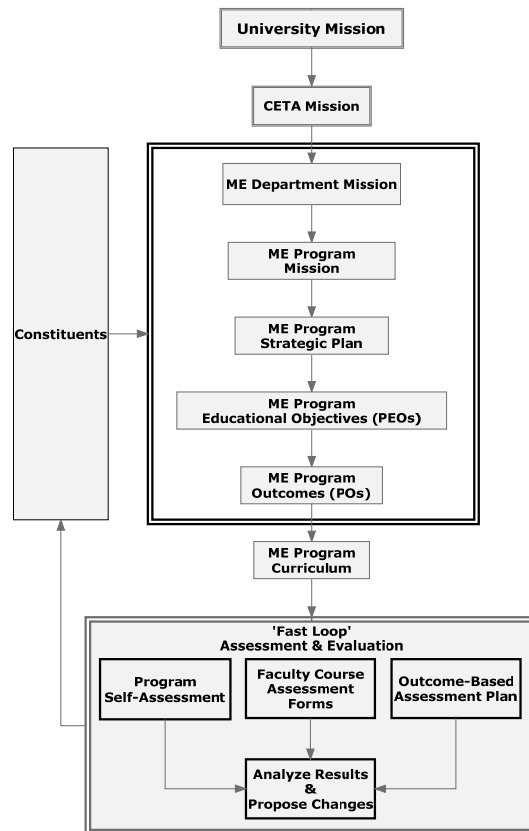 University Mission
CETA Mission
ME Department Mission
ME Program
Mission
Constituents
ME Program
Strategic Plan
ME Program
Educational Objectives (PEOs)
ME Program
Outcomes (POs)
ME Program
Curriculum
'Fast Loop'
Assessment & Evaluation
Program
Self-Assessment
Faculty Course
Assessment
Forms
Outcome-Based
Assessment Plan
Analyze Results
&
Propose Changes